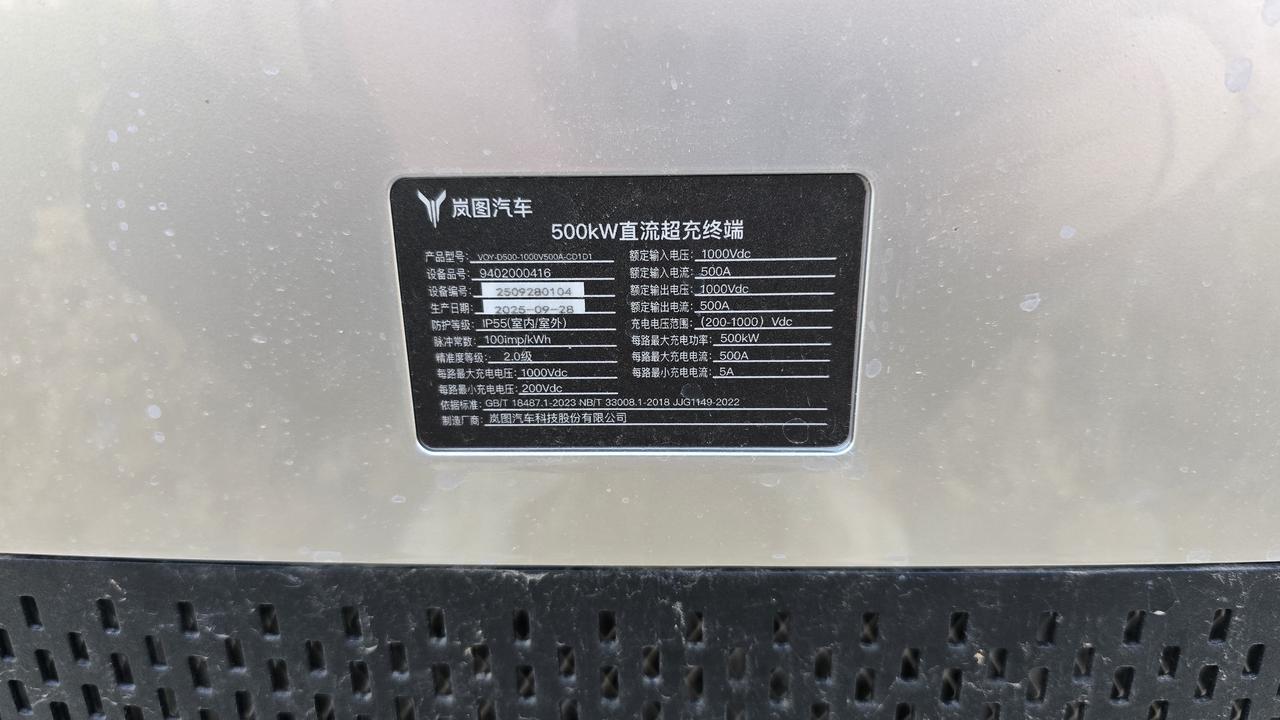 岚图汽车
500kW直流超充终端
产品型号: VOY-D500-1000V500A-CD1D1 额定输入电压: 1000Vdc
设备品号: 9402000416 额定输入电流: 500A
设备编号: 2509280104 额定输出电压: 1000Vdc
生产日期: 2025-09-28 额定输出电流: 500A
防护等级: IP55(室内/室外) 充电电压范围: (200-1000) Vdc
脉冲常数: 100imp/kWh 每路最大充电功率: 500kW
精准度等级: 2.0级 每路最大充电电流: 500A
每路最大充电电压: 1000Vdc 每路最小充电电流: 5A
每路最小充电电压: 200Vdc
依据标准: GB/T 18487.1-2023 NB/T 33008.1-2018 JJG1149-2022
制造厂商: 岚图汽车科技股份有限公司